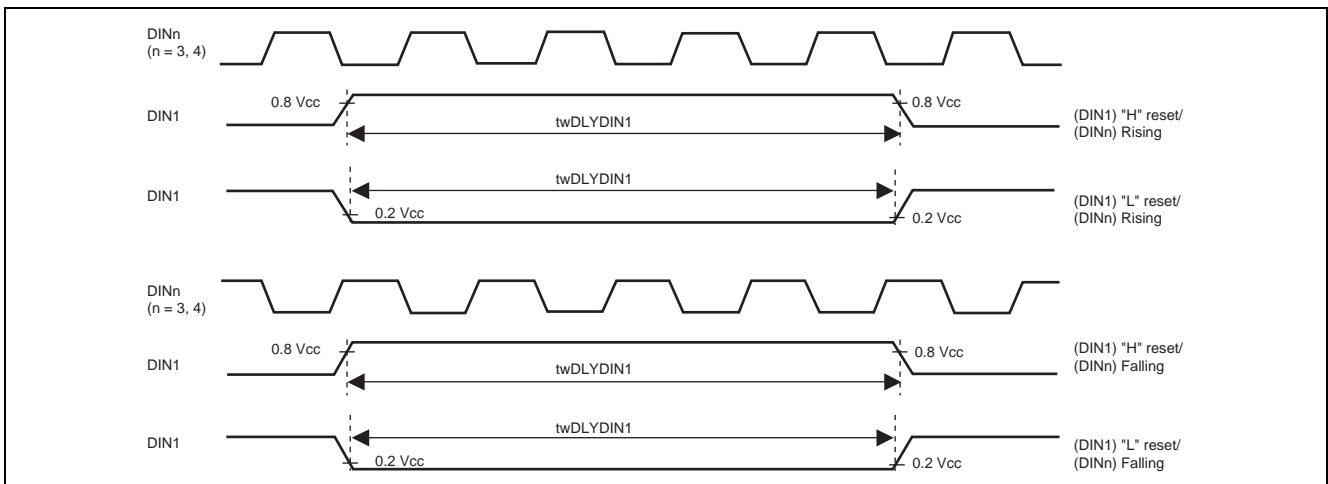 DINn
(n = 3, 4)
0.8 Vcc
0.8 Vcc
DIN1
twDLYDIN1
(DIN1) "H" reset/
(DINn) Rising
twDLYDIN1
DIN1
0.2 Vcc
0.2 Vcc
(DIN1) "L" reset/
(DINn) Rising
DINn
(n = 3, 4)
0.8 Vcc
0.8 Vcc
DIN1
twDLYDIN1
(DIN1) "H" reset/
(DINn) Falling
twDLYDIN1
DIN1
0.2 Vcc
0.2 Vcc
(DIN1) "L" reset/
(DINn) Falling